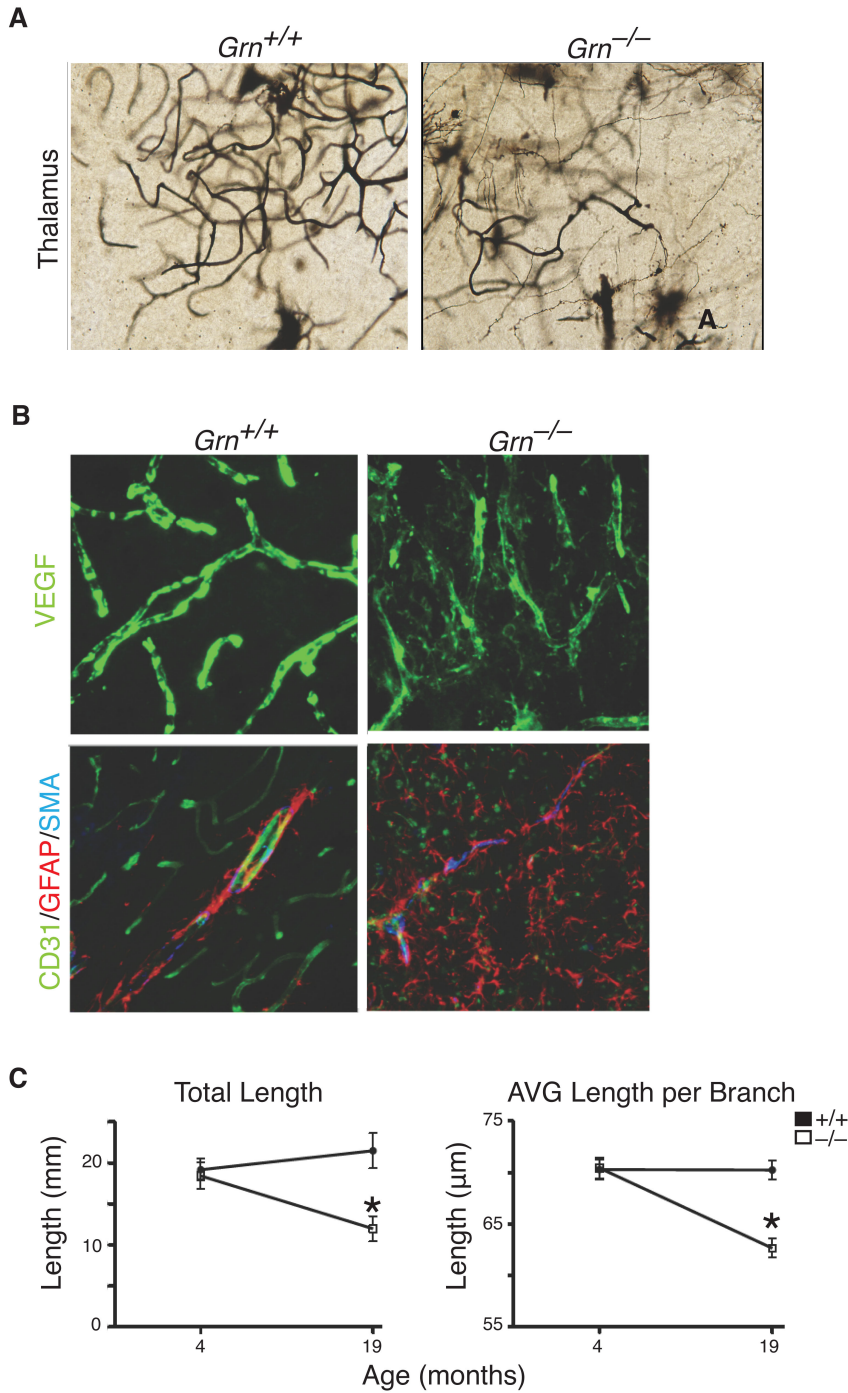 A
Grn+/+
Grn–/–
Thalamus
A
B
Grn+/+
Grn–/–
VEGF
CD31/GFAP/SMA
C
Total Length
AVG Length per Branch
+/+
–/–
Length (mm)
20
10
0
*
4
19
Length (μm)
75
65
55
*
4
19
Age (months)